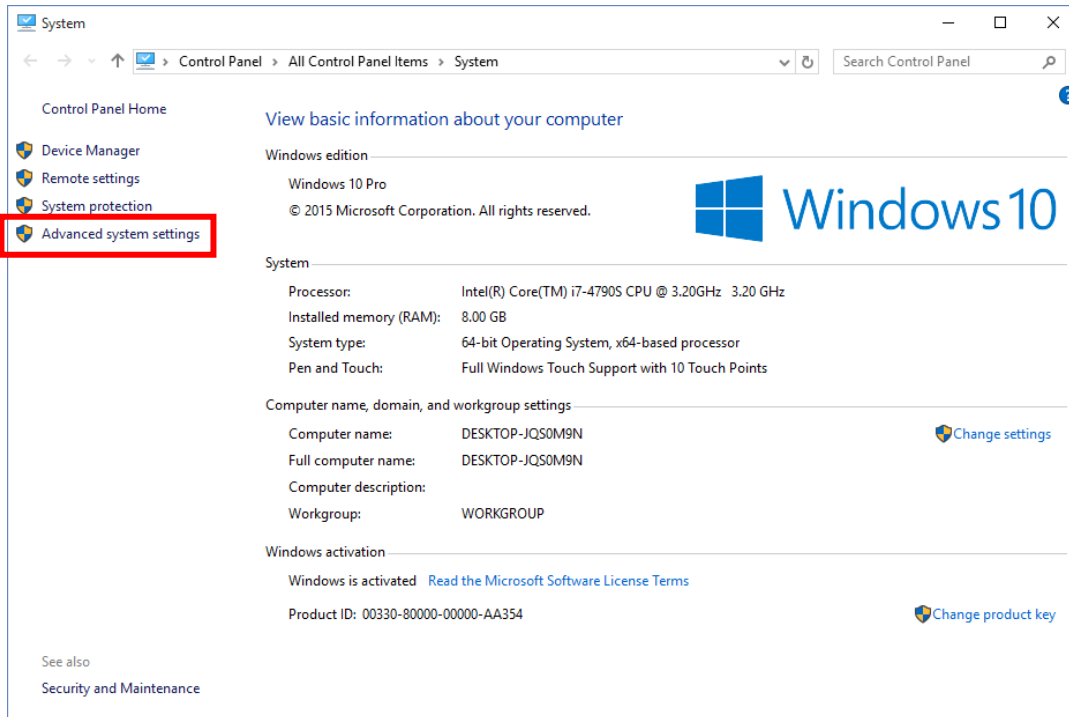 System
Control Panel > All Control Panel Items > System
Search Control Panel
Control Panel Home
Device Manager
Remote settings
System protection
Advanced system settings
View basic information about your computer
Windows edition
Windows 10 Pro
© 2015 Microsoft Corporation. All rights reserved.
Windows 10
System
Processor: Intel(R) Core(TM) i7-4790S CPU @ 3.20GHz 3.20 GHz
Installed memory (RAM): 8.00 GB
System type: 64-bit Operating System, x64-based processor
Pen and Touch: Full Windows Touch Support with 10 Touch Points
Computer name, domain, and workgroup settings
Computer name: DESKTOP-JQS0M9N
Change settings
Full computer name: DESKTOP-JQS0M9N
Computer description:
Workgroup: WORKGROUP
Windows activation
Windows is activated Read the Microsoft Software License Terms
Product ID: 00330-80000-00000-AA354
Change product key
See also
Security and Maintenance